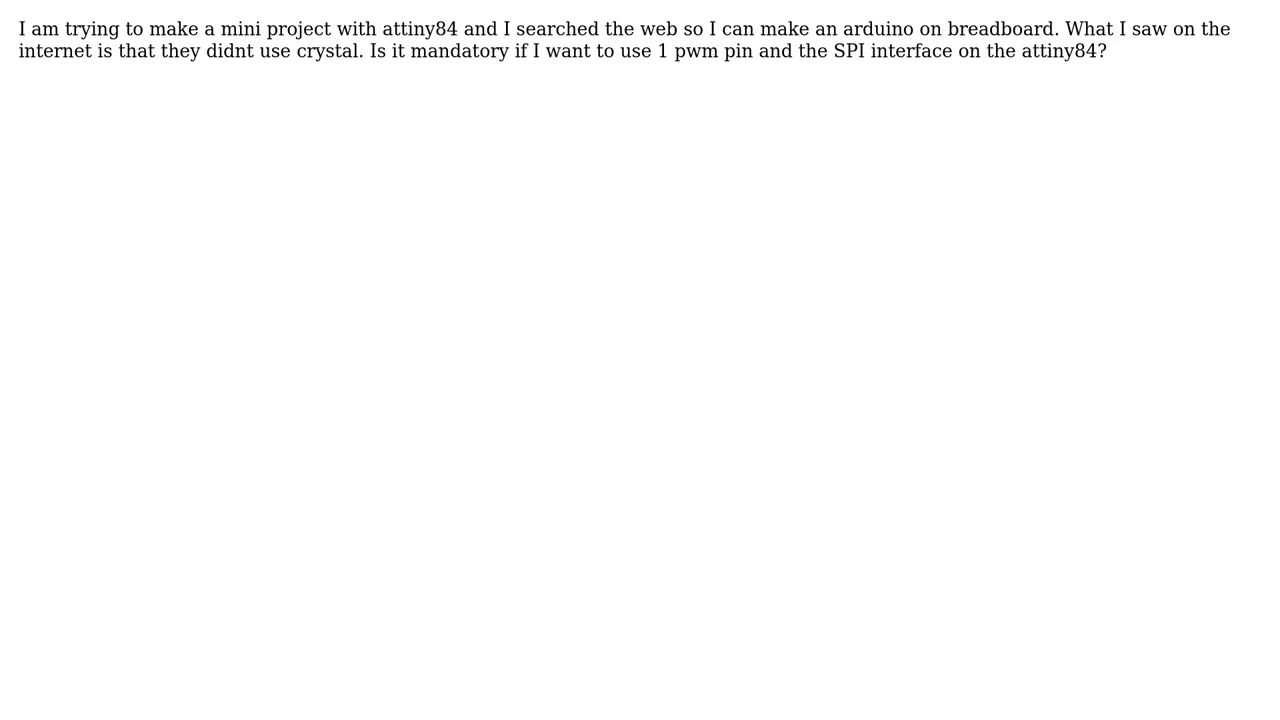 I am trying to make a mini project with attiny84 and I searched the web so I can make an arduino on breadboard. What I saw on the
internet is that they didnt use crystal. Is it mandatory if I want to use 1 pwm pin and the SPI interface on the attiny84?